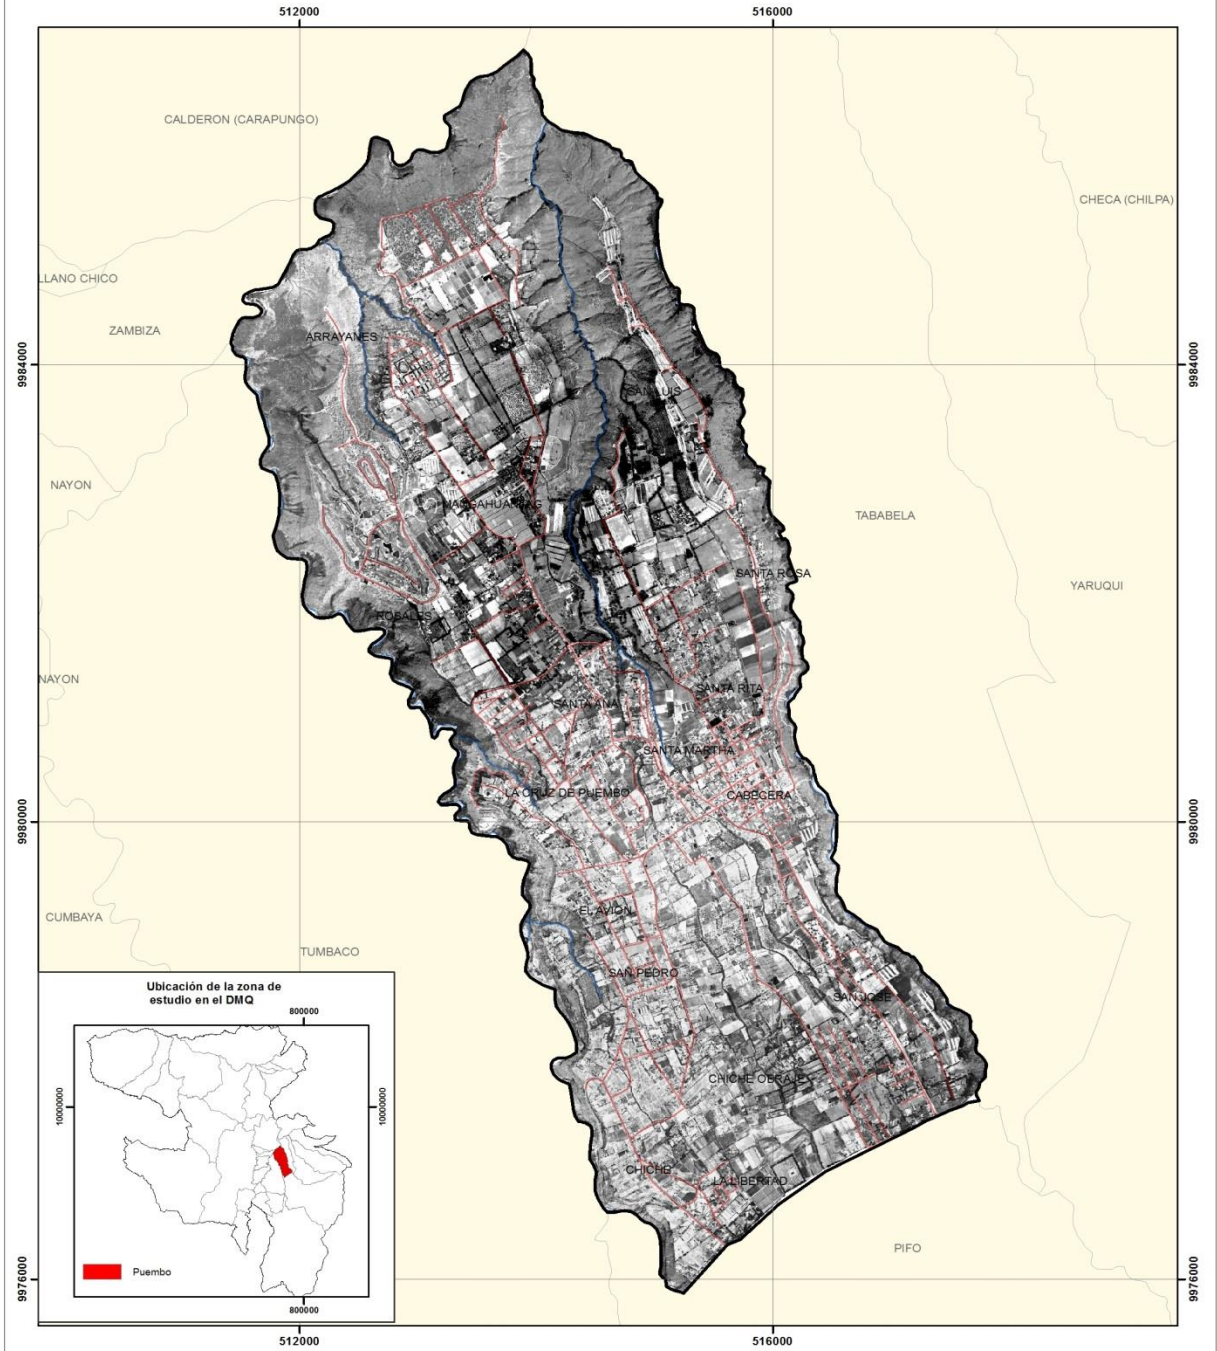 512000
516000
CALDERON (CARAPUNGO)
CHECA (CHILPA)
LLANO CHICO
ZAMBIZA
ARRAYANES
9984000
9984000
SAN LUIS
NAYON
TABABELA
SANTA ROSA
YARUQUI
ROSALES
NAYON
SANTA RITA
SANTA ANA
SANTA MARTHA
LA CRUZ DE PUEMBO
CABECERA
9980000
9980000
EL AVION
CUMBAYA
TUMBACO
SAN PEDRO
SAN JOSE
Ubicación de la zona de
estudio en el DMQ
800000
10000000
10000000
Puembo
800000
CHICHE OBRAJE
CHICHE
LA LIBERTAD
PIFO
9976000
9976000
512000
516000